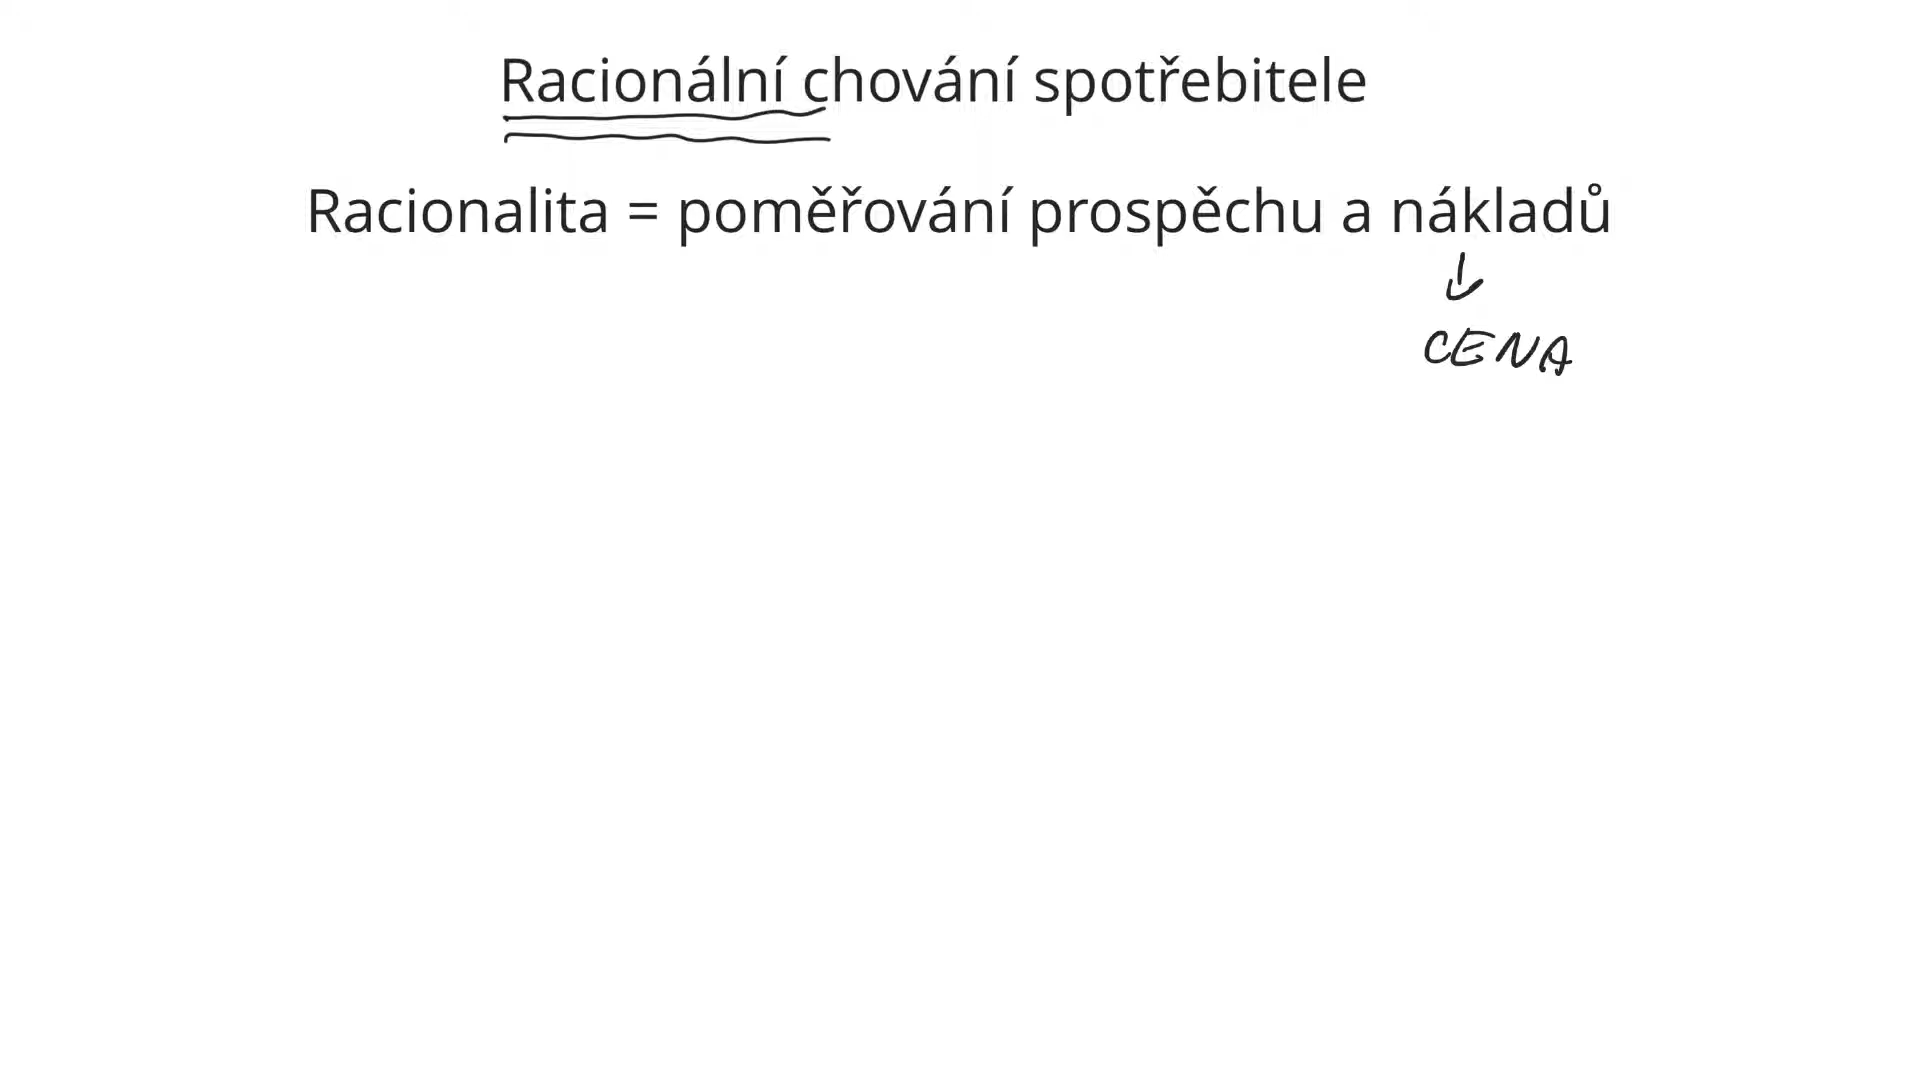 Racionální chování spotřebitele
Racionalita = poměřování prospěchu a nákladů
↓
CENA